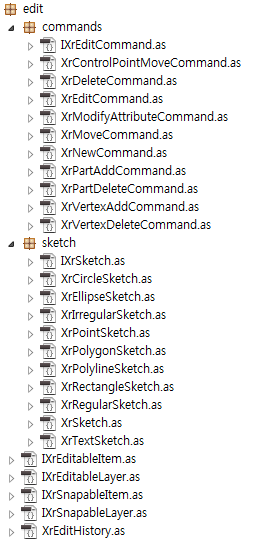 edit
commands
IXrEditCommand.as
XrControlPointMoveCommand.as
XrDeleteCommand.as
XrEditCommand.as
XrModifyAttributeCommand.as
XrMoveCommand.as
XrNewCommand.as
XrPartAddCommand.as
XrPartDeleteCommand.as
XrVertexAddCommand.as
XrVertexDeleteCommand.as
sketch
IXrSketch.as
XrCircleSketch.as
XrEllipseSketch.as
XrIrregularSketch.as
XrPointSketch.as
XrPolygonSketch.as
XrPolylineSketch.as
XrRectangleSketch.as
XrRegularSketch.as
XrSketch.as
XrTextSketch.as
IXrEditableItem.as
IXrEditableLayer.as
IXrSnapableItem.as
IXrSnapableLayer.as
XrEditHistory.as